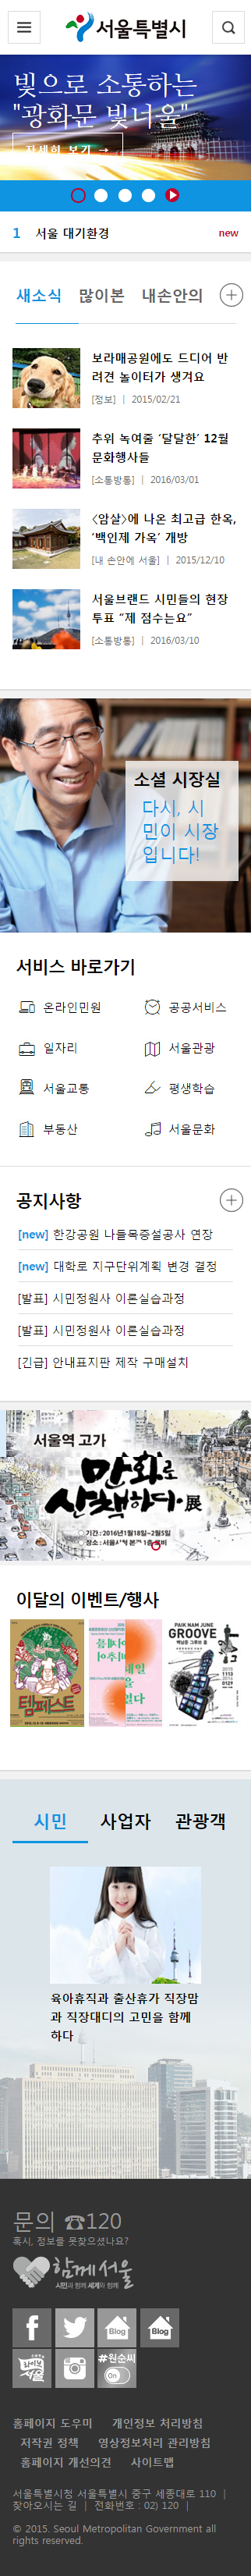 서울특별시
빛으로 소통하는
"광화문 빛너울"
자세히 보기 →
1 서울 대기환경 new
새소식 많이본 내손안의
보라매공원에도 드디어 반
려견 놀이터가 생겨요
[정보] | 2015/02/21
추위 녹여줄 ‘달달한’ 12월
문화행사들
[소통방통] | 2016/03/01
<암살>에 나온 최고급 한옥,
‘백인제 가옥’ 개방
[내 손안에 서울] | 2015/12/10
서울브랜드 시민들의 현장
투표 “제 점수는요”
[소통방통] | 2016/03/10
소셜 시장실
다시, 시
민이 시장
입니다!
서비스 바로가기
온라인민원 공공서비스
일자리 서울관광
서울교통 평생학습
부동산 서울문화
공지사항
[new] 한강공원 나들목증설공사 연장
[new] 대학로 지구단위계획 변경 결정
[발표] 시민정원사 이론실습과정
[발표] 시민정원사 이론실습과정
[긴급] 안내표지판 제작 구매설치
서울역 고가
만화로
산책하다·展
기간 : 2016년 1월18일~2월5일
이달의 이벤트/행사
템페스트
PAIK NAM JUNE
GROOVE
시민 사업자 관광객
육아휴직과 출산휴가 직장맘
과 직장대디의 고민을 함께
하다
문의 ☎120
혹시, 정보를 못찾으셨나요?
함께서울
시민과 함께 세계와 함께
Blog Blog
라이브서울 #원순씨
On
홈페이지 도우미 개인정보 처리방침
저작권 정책 영상정보처리 관리방침
홈페이지 개선의견 사이트맵
서울특별시청 서울특별시 중구 세종대로 110 |
찾아오시는 길 | 전화번호 : 02) 120 |
© 2015. Seoul Metropolitan Government all
rights reserved.